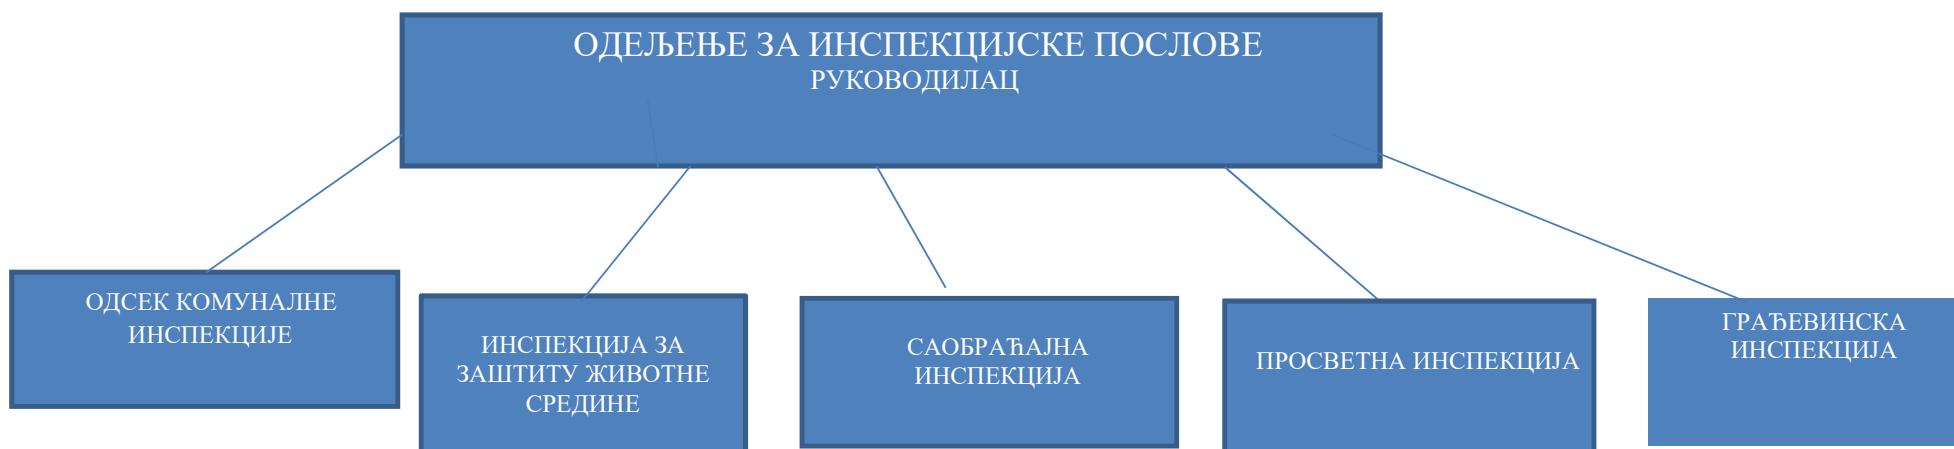 ОДЕЉЕЊЕ ЗА ИНСПЕКЦИЈСКЕ ПОСЛОВЕ
РУКОВОДИЛАЦ
ОДСЕК КОМУНАЛНЕ
ИНСПЕКЦИЈЕ
ИНСПЕКЦИЈА ЗА
ЗАШТИТУ ЖИВОТНЕ
СРЕДИНЕ
САОБРАЋАЈНА
ИНСПЕКЦИЈА
ПРОСВЕТНА ИНСПЕКЦИЈА
ГРАЂЕВИНСКА
ИНСПЕКЦИЈА